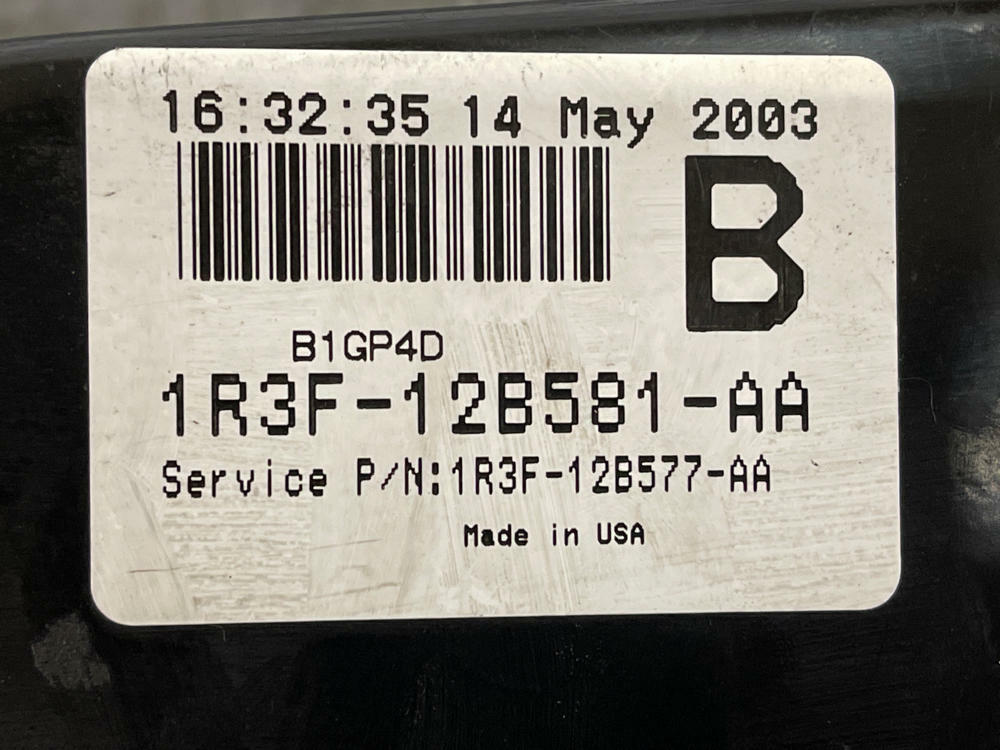 16:32:35 14 May 2003
B
B1GP4D
1R3F-12B581-AA
Service P/N:1R3F-12B577-AA
Made in USA